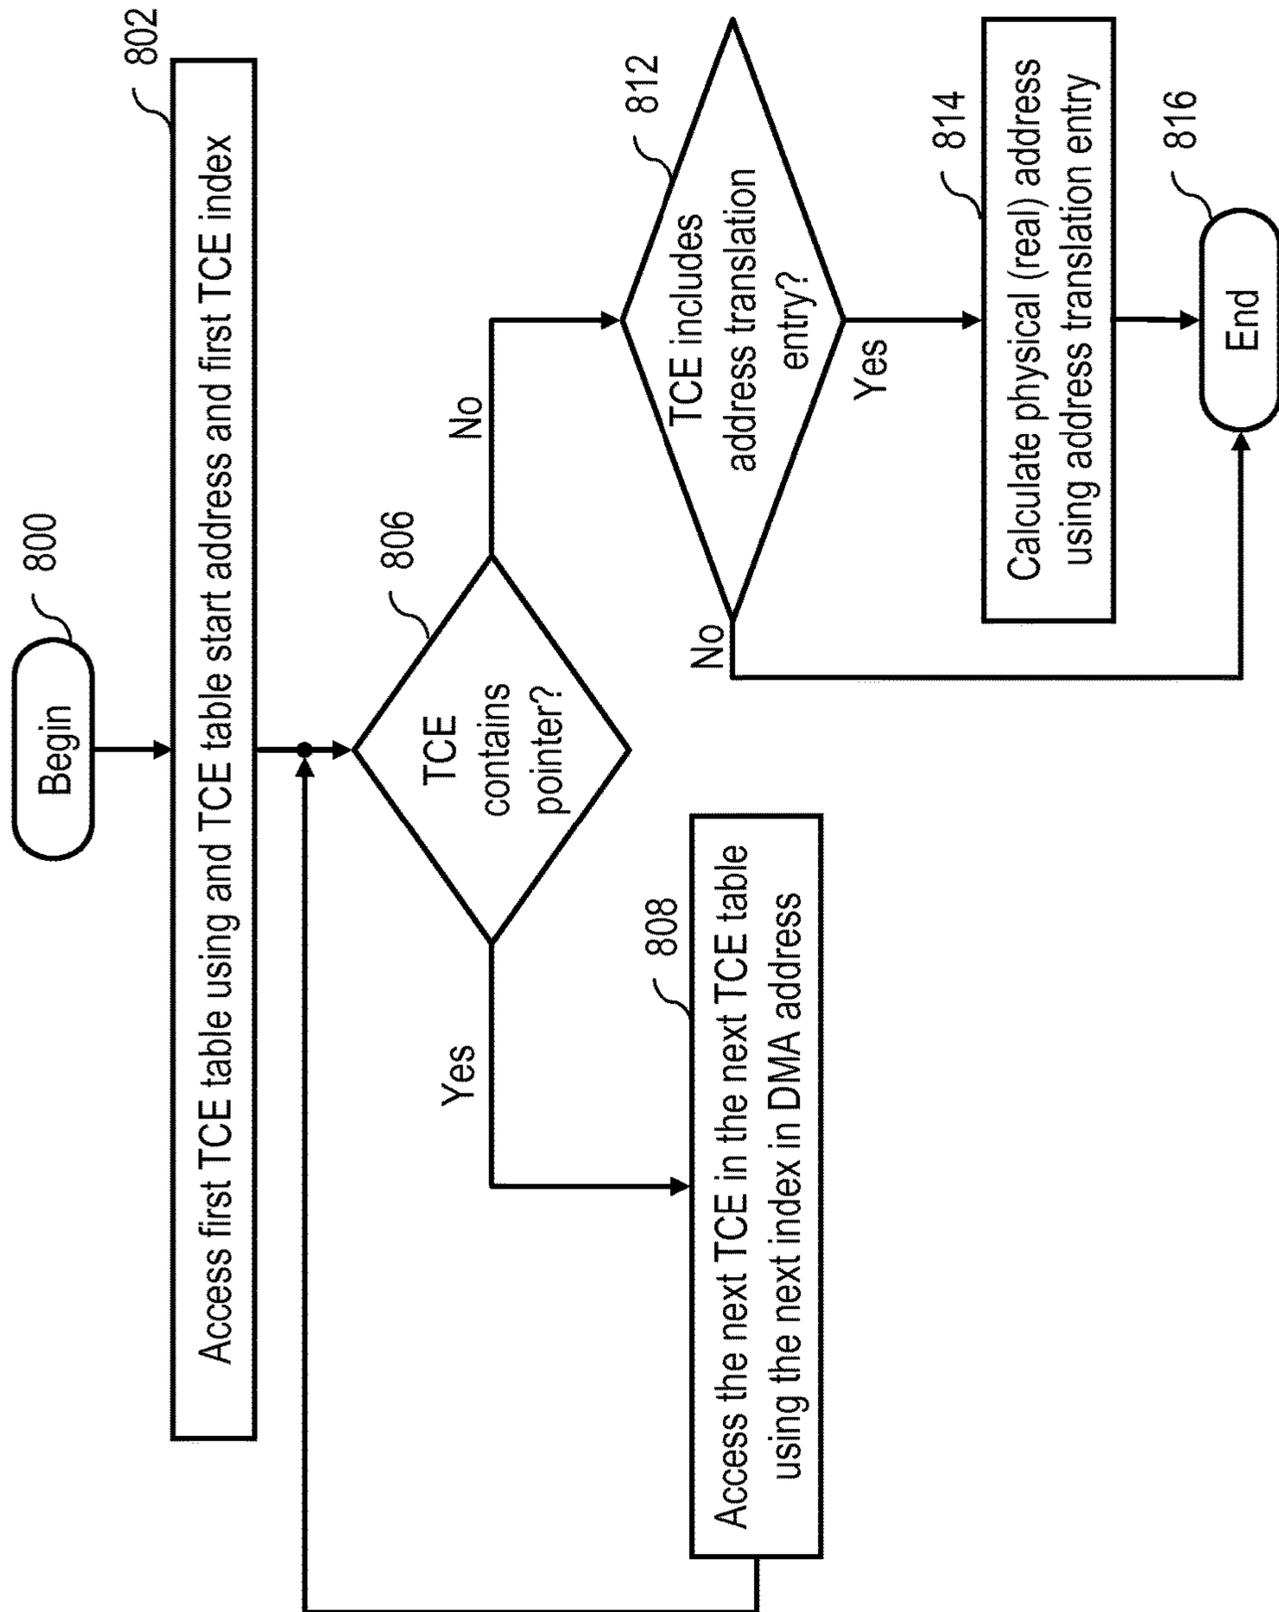 Begin
800
802
Access first TCE table using and TCE table start address and first TCE index
806
TCE
contains
pointer?
Yes
No
808
Access the next TCE in the next TCE table
using the next index in DMA address
812
TCE includes
address translation
entry?
No
Yes
814
Calculate physical (real) address
using address translation entry
816
End